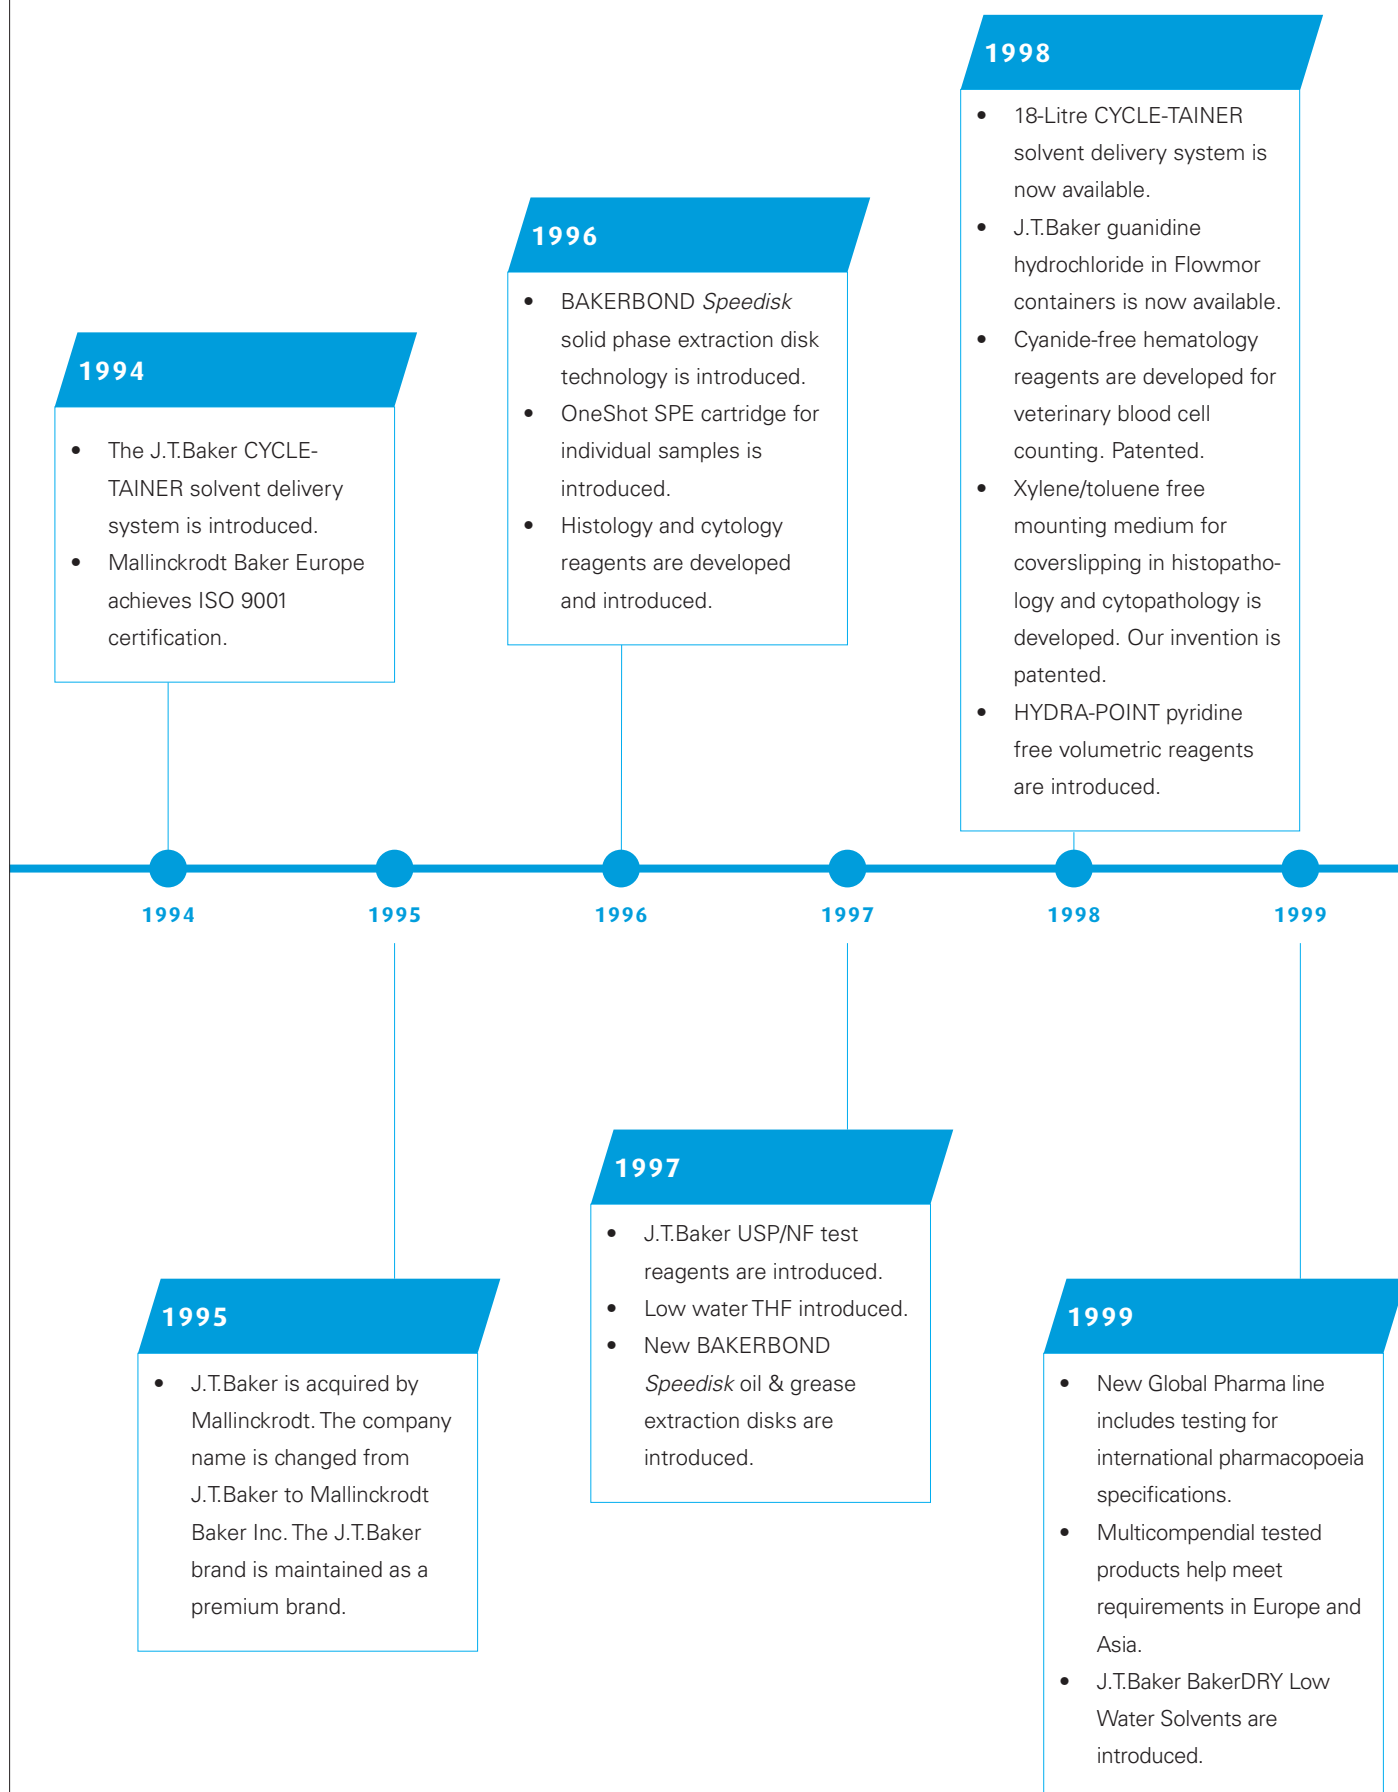 1998
• 18-Litre CYCLE-TAINER
solvent delivery system is
now available.
• J.T.Baker guanidine
hydrochloride in Flowmor
containers is now available.
• Cyanide-free hematology
reagents are developed for
veterinary blood cell
counting. Patented.
• Xylene/toluene free
mounting medium for
coverslipping in histopatho-
logy and cytopathology is
developed. Our invention is
patented.
• HYDRA-POINT pyridine
free volumetric reagents
are introduced.
1996
• BAKERBOND Speedisk
solid phase extraction disk
technology is introduced.
• OneShot SPE cartridge for
individual samples is
introduced.
• Histology and cytology
reagents are developed
and introduced.
1994
• The J.T.Baker CYCLE-
TAINER solvent delivery
system is introduced.
• Mallinckrodt Baker Europe
achieves ISO 9001
certification.
1994 1995 1996 1997 1998 1999
1997
• J.T.Baker USP/NF test
reagents are introduced.
• Low water THF introduced.
• New BAKERBOND
Speedisk oil & grease
extraction disks are
introduced.
1995
• J.T.Baker is acquired by
Mallinckrodt. The company
name is changed from
J.T.Baker to Mallinckrodt
Baker Inc. The J.T.Baker
brand is maintained as a
premium brand.
1999
• New Global Pharma line
includes testing for
international pharmacopoeia
specifications.
• Multicompendial tested
products help meet
requirements in Europe and
Asia.
• J.T.Baker BakerDRY Low
Water Solvents are
introduced.